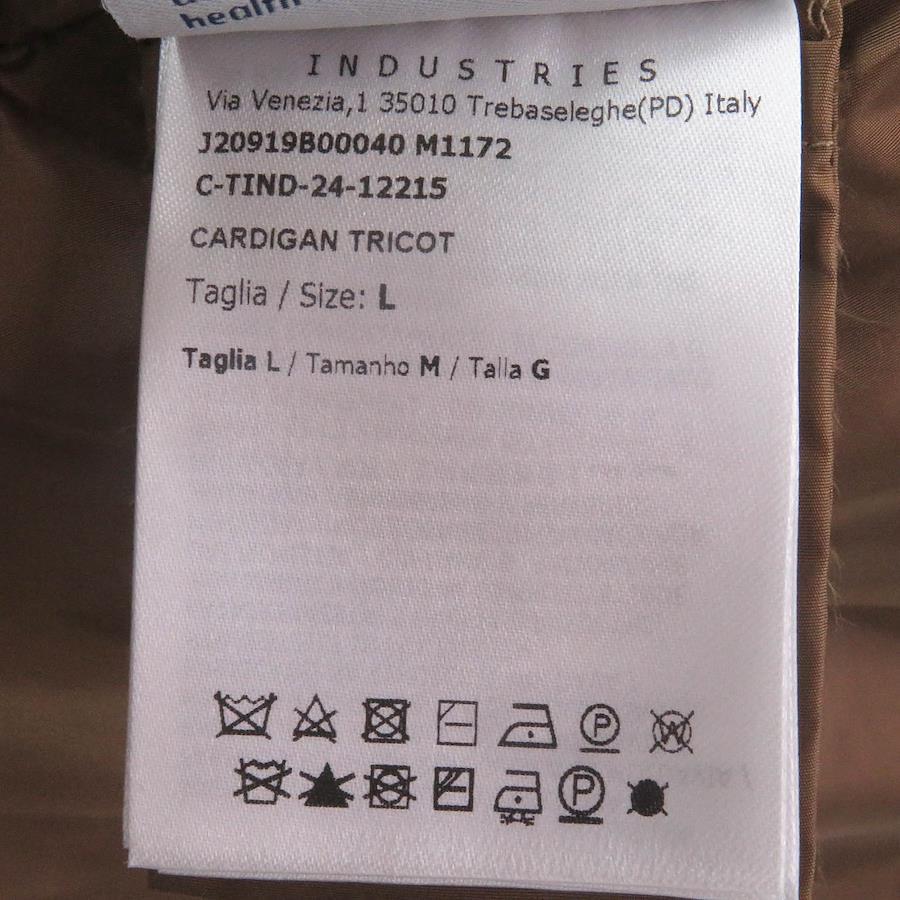 health
INDUSTRIES
Via Venezia,1 35010 Trebaseleghe(PD) Italy
J20919B00040 M1172
C-TIND-24-12215
CARDIGAN TRICOT
Taglia / Size: L
Taglia L / Tamanho M / Talla G
P W
P